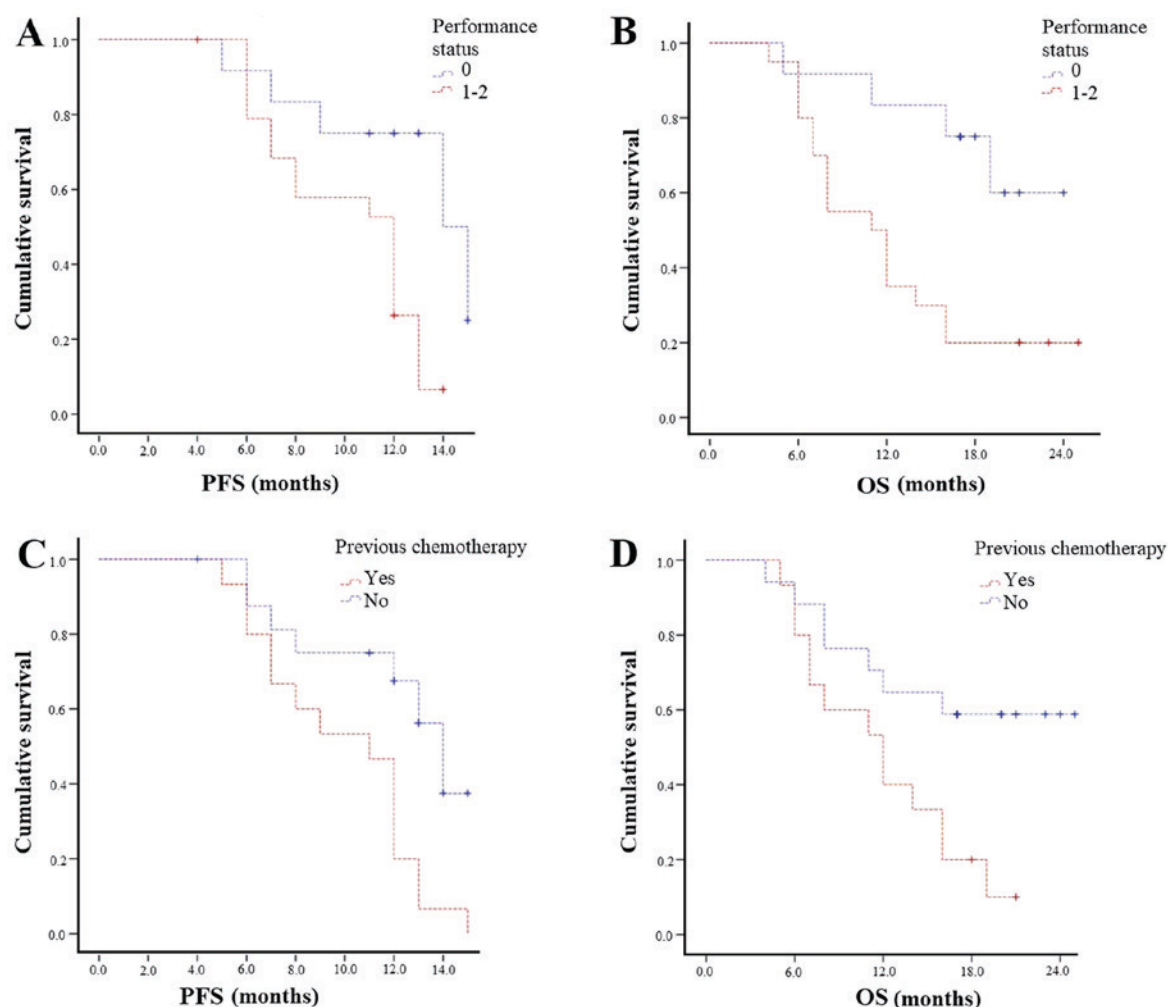 A
Performance
status
0
1-2
1.0
0.8
0.6
0.4
0.2
0.0
Cumulative survival
0.0 2.0 4.0 6.0 8.0 10.0 12.0 14.0
PFS (months)
B
Performance
status
0
1-2
1.0
0.8
0.6
0.4
0.2
0.0
Cumulative survival
0.0 6.0 12.0 18.0 24.0
OS (months)
C
Previous chemotherapy
Yes
No
1.0
0.8
0.6
0.4
0.2
0.0
Cumulative survival
0.0 2.0 4.0 6.0 8.0 10.0 12.0 14.0
PFS (months)
D
Previous chemotherapy
Yes
No
1.0
0.8
0.6
0.4
0.2
0.0
Cumulative survival
0.0 6.0 12.0 18.0 24.0
OS (months)